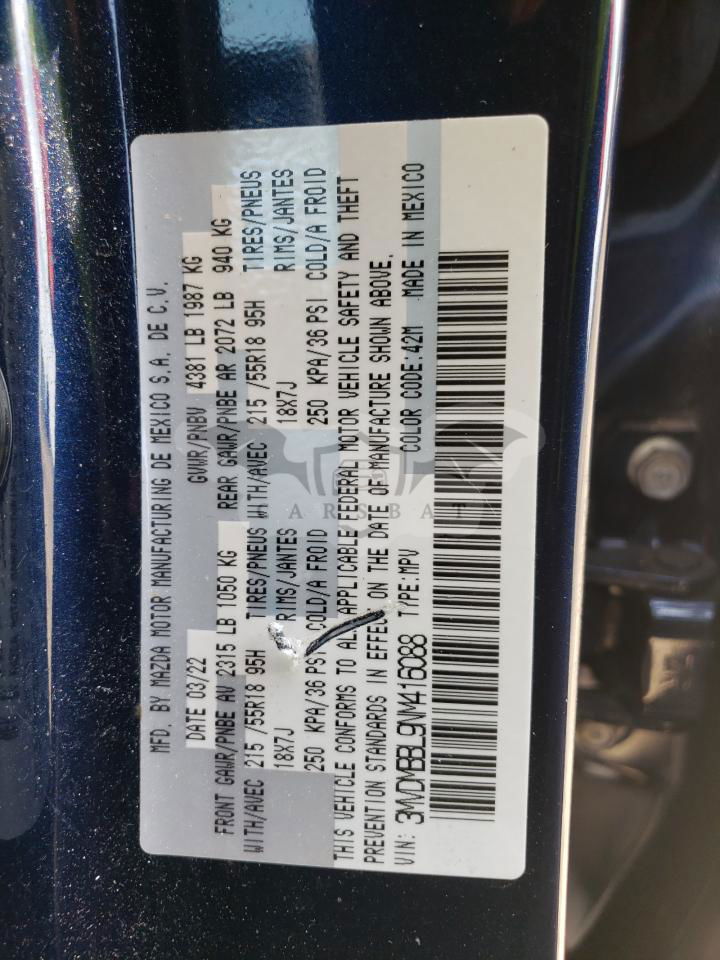 MFD. BY MAZDA MOTOR MANUFACTURING DE MEXICO S.A. DE C.V.
DATE 03/22 GVWR/PNBV 4381 LB 1987 KG
FRONT GAWR/PNBE AV 2315 LB 1050 KG REAR GAWR/PNBE AR 2072 LB 940 KG
WITH/AVEC 215 /55R18 95H TIRES/PNEUS WITH/AVEC 215 /55R18 95H TIRES/PNEUS
18X7J RIMS/JANTES 18X7J RIMS/JANTES
250 KPA/36 PSI COLD/A FROID 250 KPA/36 PSI COLD/A FROID
THIS VEHICLE CONFORMS TO ALL APPLICABLE FEDERAL MOTOR VEHICLE SAFETY AND THEFT
PREVENTION STANDARDS IN EFFECT ON THE DATE OF MANUFACTURE SHOWN ABOVE.
VIN: 3MVDMBBL9NM416088 TYPE:MPV COLOR CODE:42M MADE IN MEXICO
CARSBAT